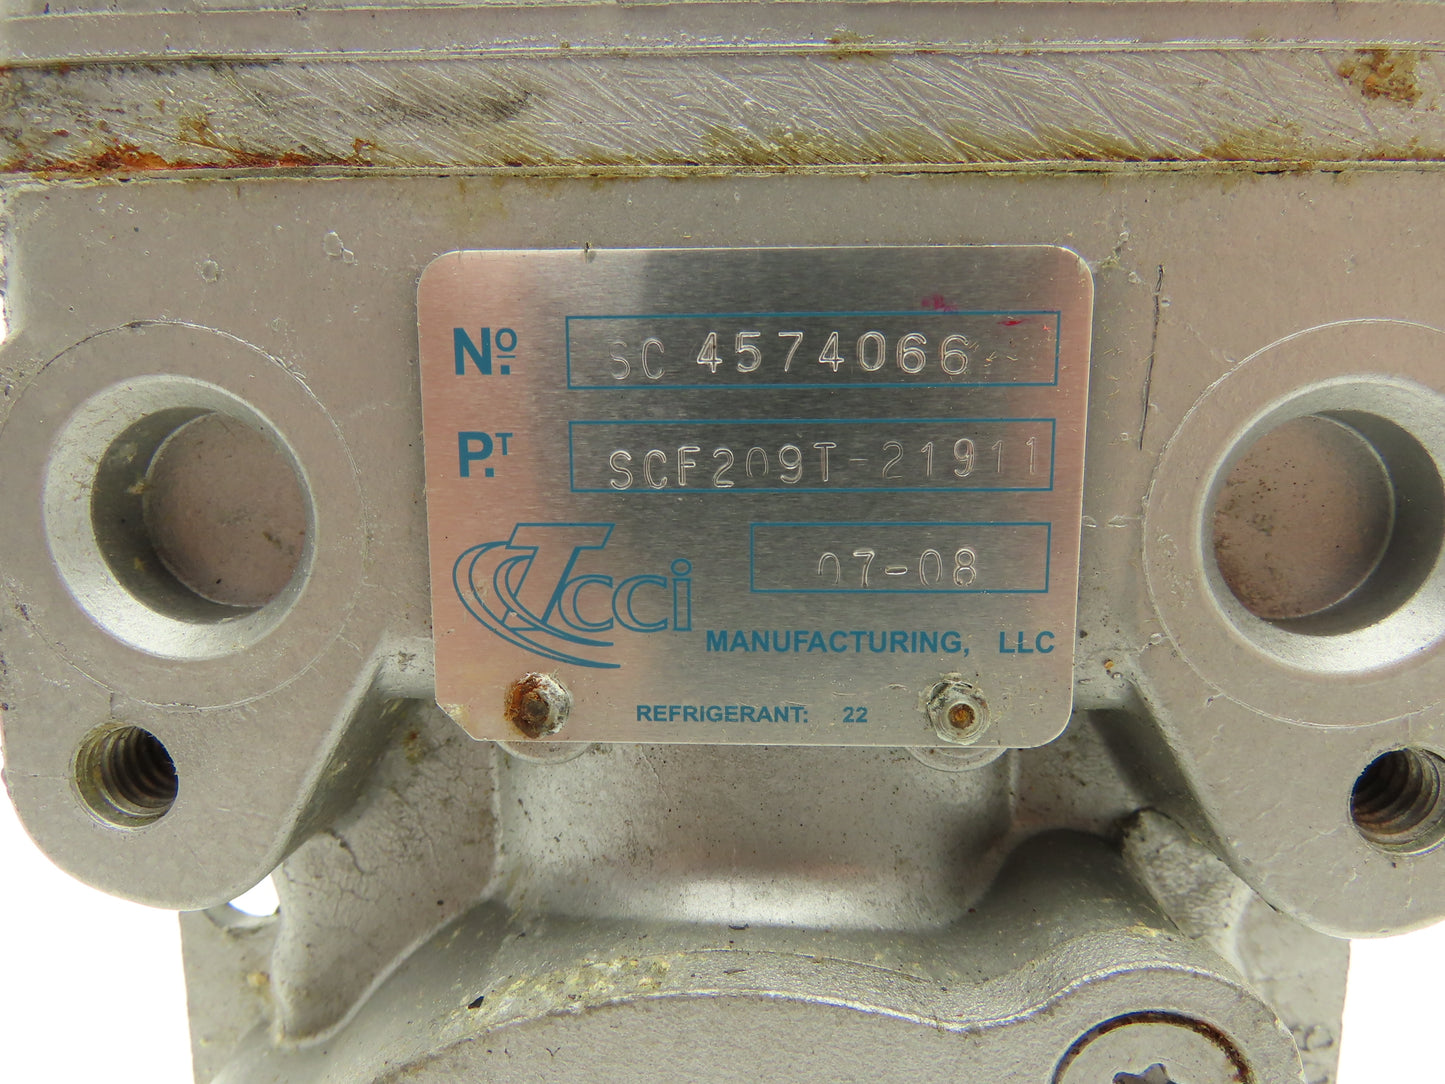 Nº. SC 4574066
P.T SCF209T-21911
Tcci 07-08
MANUFACTURING, LLC
REFRIGERANT: 22